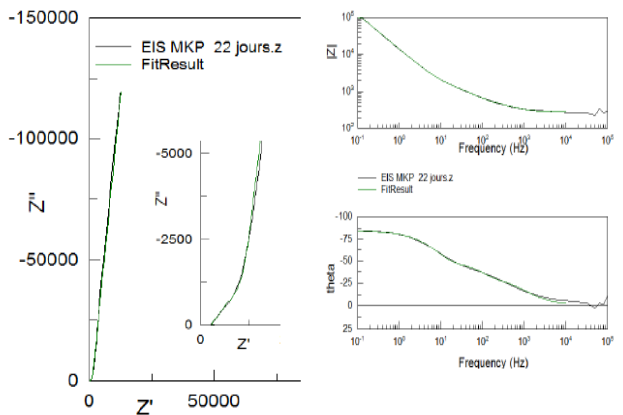 -150000
EIS MKP 22 jours.z
FitResult
-100000
Z''
-50000
0
0
50000
Z'
-5000
Z''
-2500
0
0
Z'
10^5
10^4
|Z|
10^3
10^2
10^-1 10^0 10^1 10^2 10^3 10^4 10^5
Frequency (Hz)
EIS MKP 22 jours.z
FitResult
-100
-75
-50
theta
-25
0
25
10^-1 10^0 10^1 10^2 10^3 10^4 10^5
Frequency (Hz)